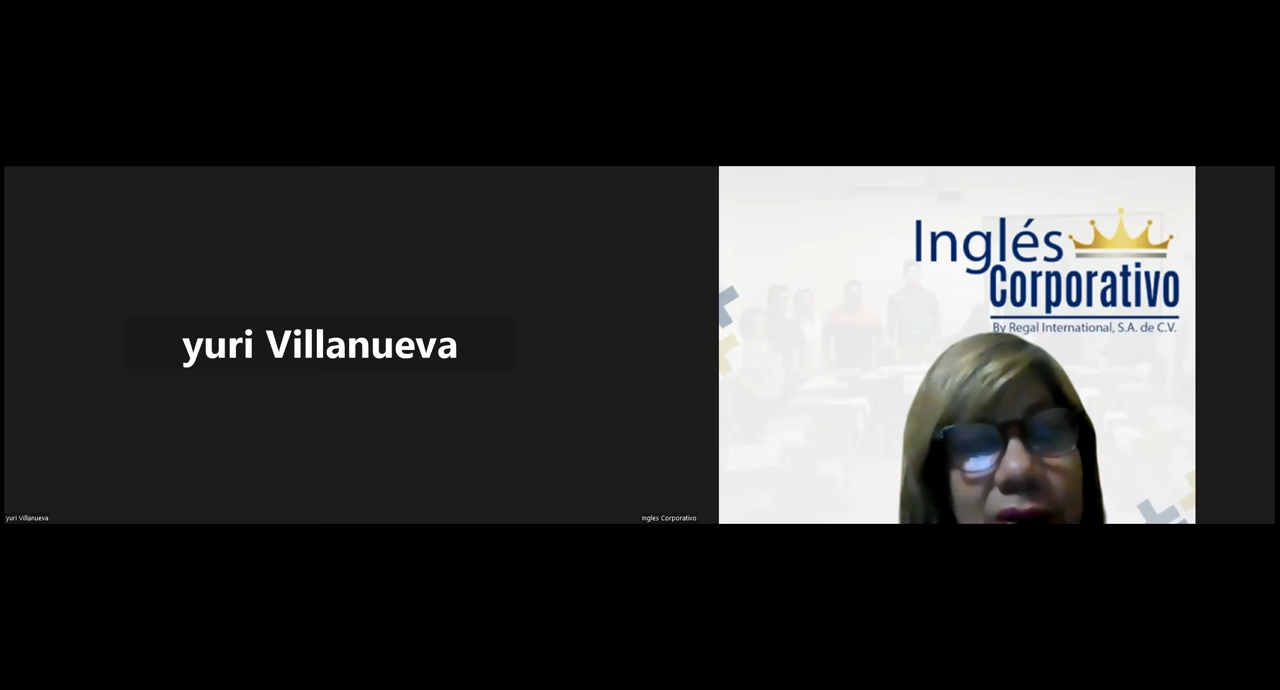 yuri Villanueva
yuri Villanueva
Ingles Corporativo
Inglés
Corporativo
By Regal International, S.A. de C.V.